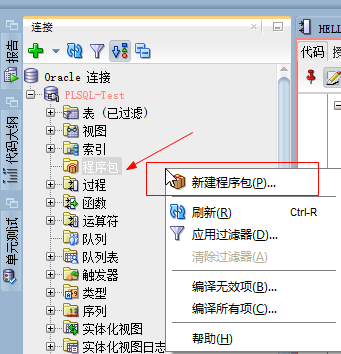 连接
HELL
代码
授
报告
代码大纲
单元测试
Oracle 连接
PLSQL-Test
表 (已过滤)
视图
索引
程序包
过程
函数
运算符
队列
队列表
触发器
类型
序列
实体化视图
实体化视图日志
新建程序包(P)...
刷新(R) Ctrl-R
应用过滤器(D)...
清除过滤器(A)
编译无效项(B)...
编译所有项(C)...
帮助(H)